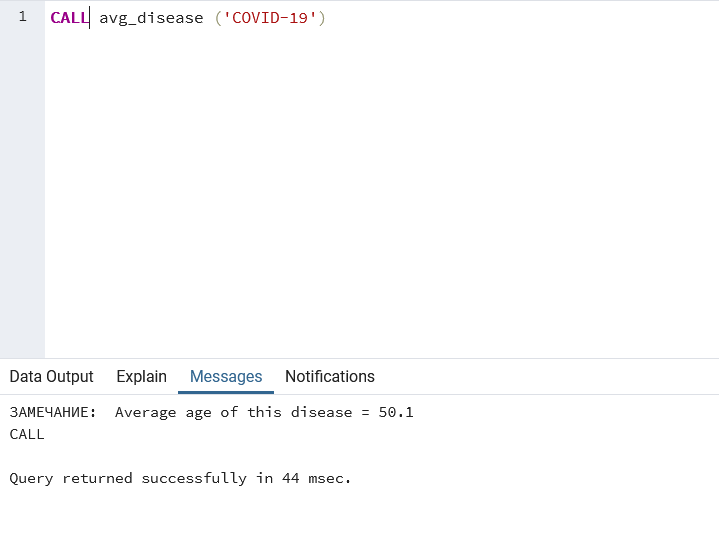 1 CALL avg_disease ('COVID-19')
Data Output Explain Messages Notifications
ЗАМЕЧАНИЕ:  Average age of this disease = 50.1
CALL
Query returned successfully in 44 msec.